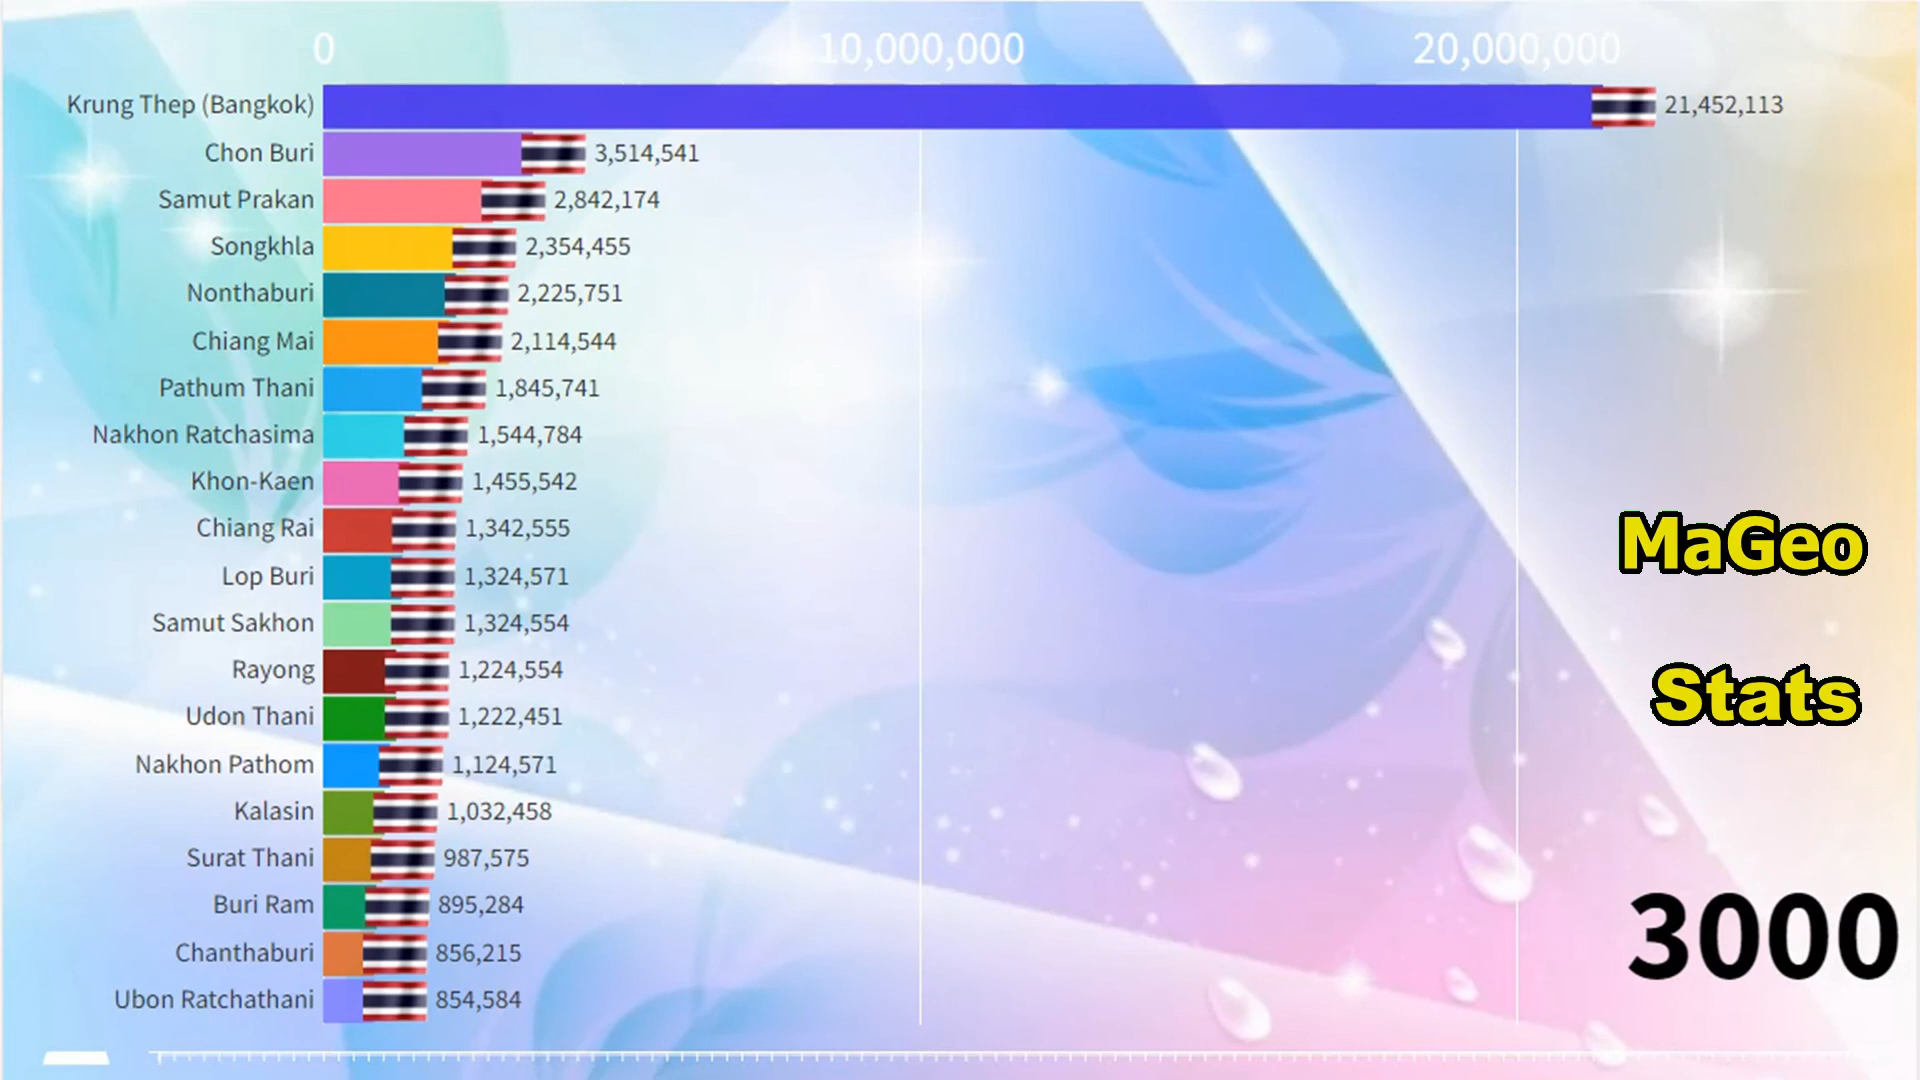 0 10,000,000 20,000,000
Krung Thep (Bangkok) 21,452,113
Chon Buri 3,514,541
Samut Prakan 2,842,174
Songkhla 2,354,455
Nonthaburi 2,225,751
Chiang Mai 2,114,544
Pathum Thani 1,845,741
Nakhon Ratchasima 1,544,784
Khon-Kaen 1,455,542
Chiang Rai 1,342,555
MaGeo
Lop Buri 1,324,571
Samut Sakhon 1,324,554
Rayong 1,224,554
Stats
Udon Thani 1,222,451
Nakhon Pathom 1,124,571
Kalasin 1,032,458
Surat Thani 987,575
Buri Ram 895,284
3000
Chanthaburi 856,215
Ubon Ratchathani 854,584